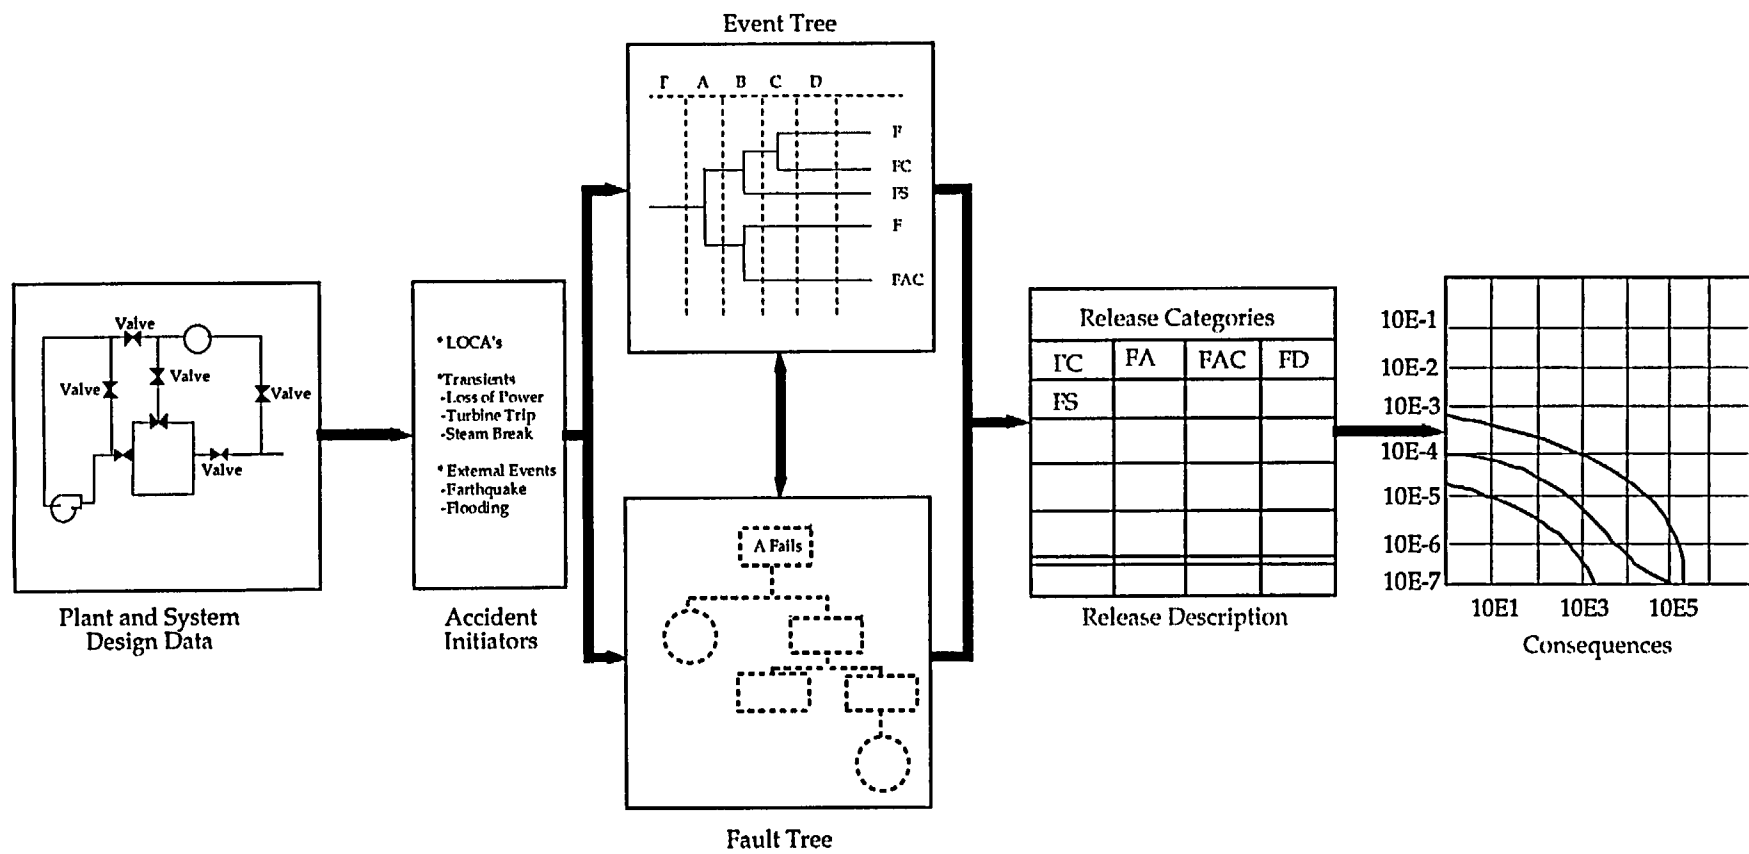 Event Tree
F A B C D
F
FC
FS
F
FAC
Valve
Valve
Valve
Valve
Valve
Plant and System
Design Data
* LOCA's
*Transients
-Loss of Power
-Turbine Trip
-Steam Break
* External Events
-Earthquake
-Flooding
Accident
Initiators
A Fails
Fault Tree
Release Categories
FC FA FAC FD
FS
Release Description
10E-1
10E-2
10E-3
10E-4
10E-5
10E-6
10E-7
10E1 10E3 10E5
Consequences